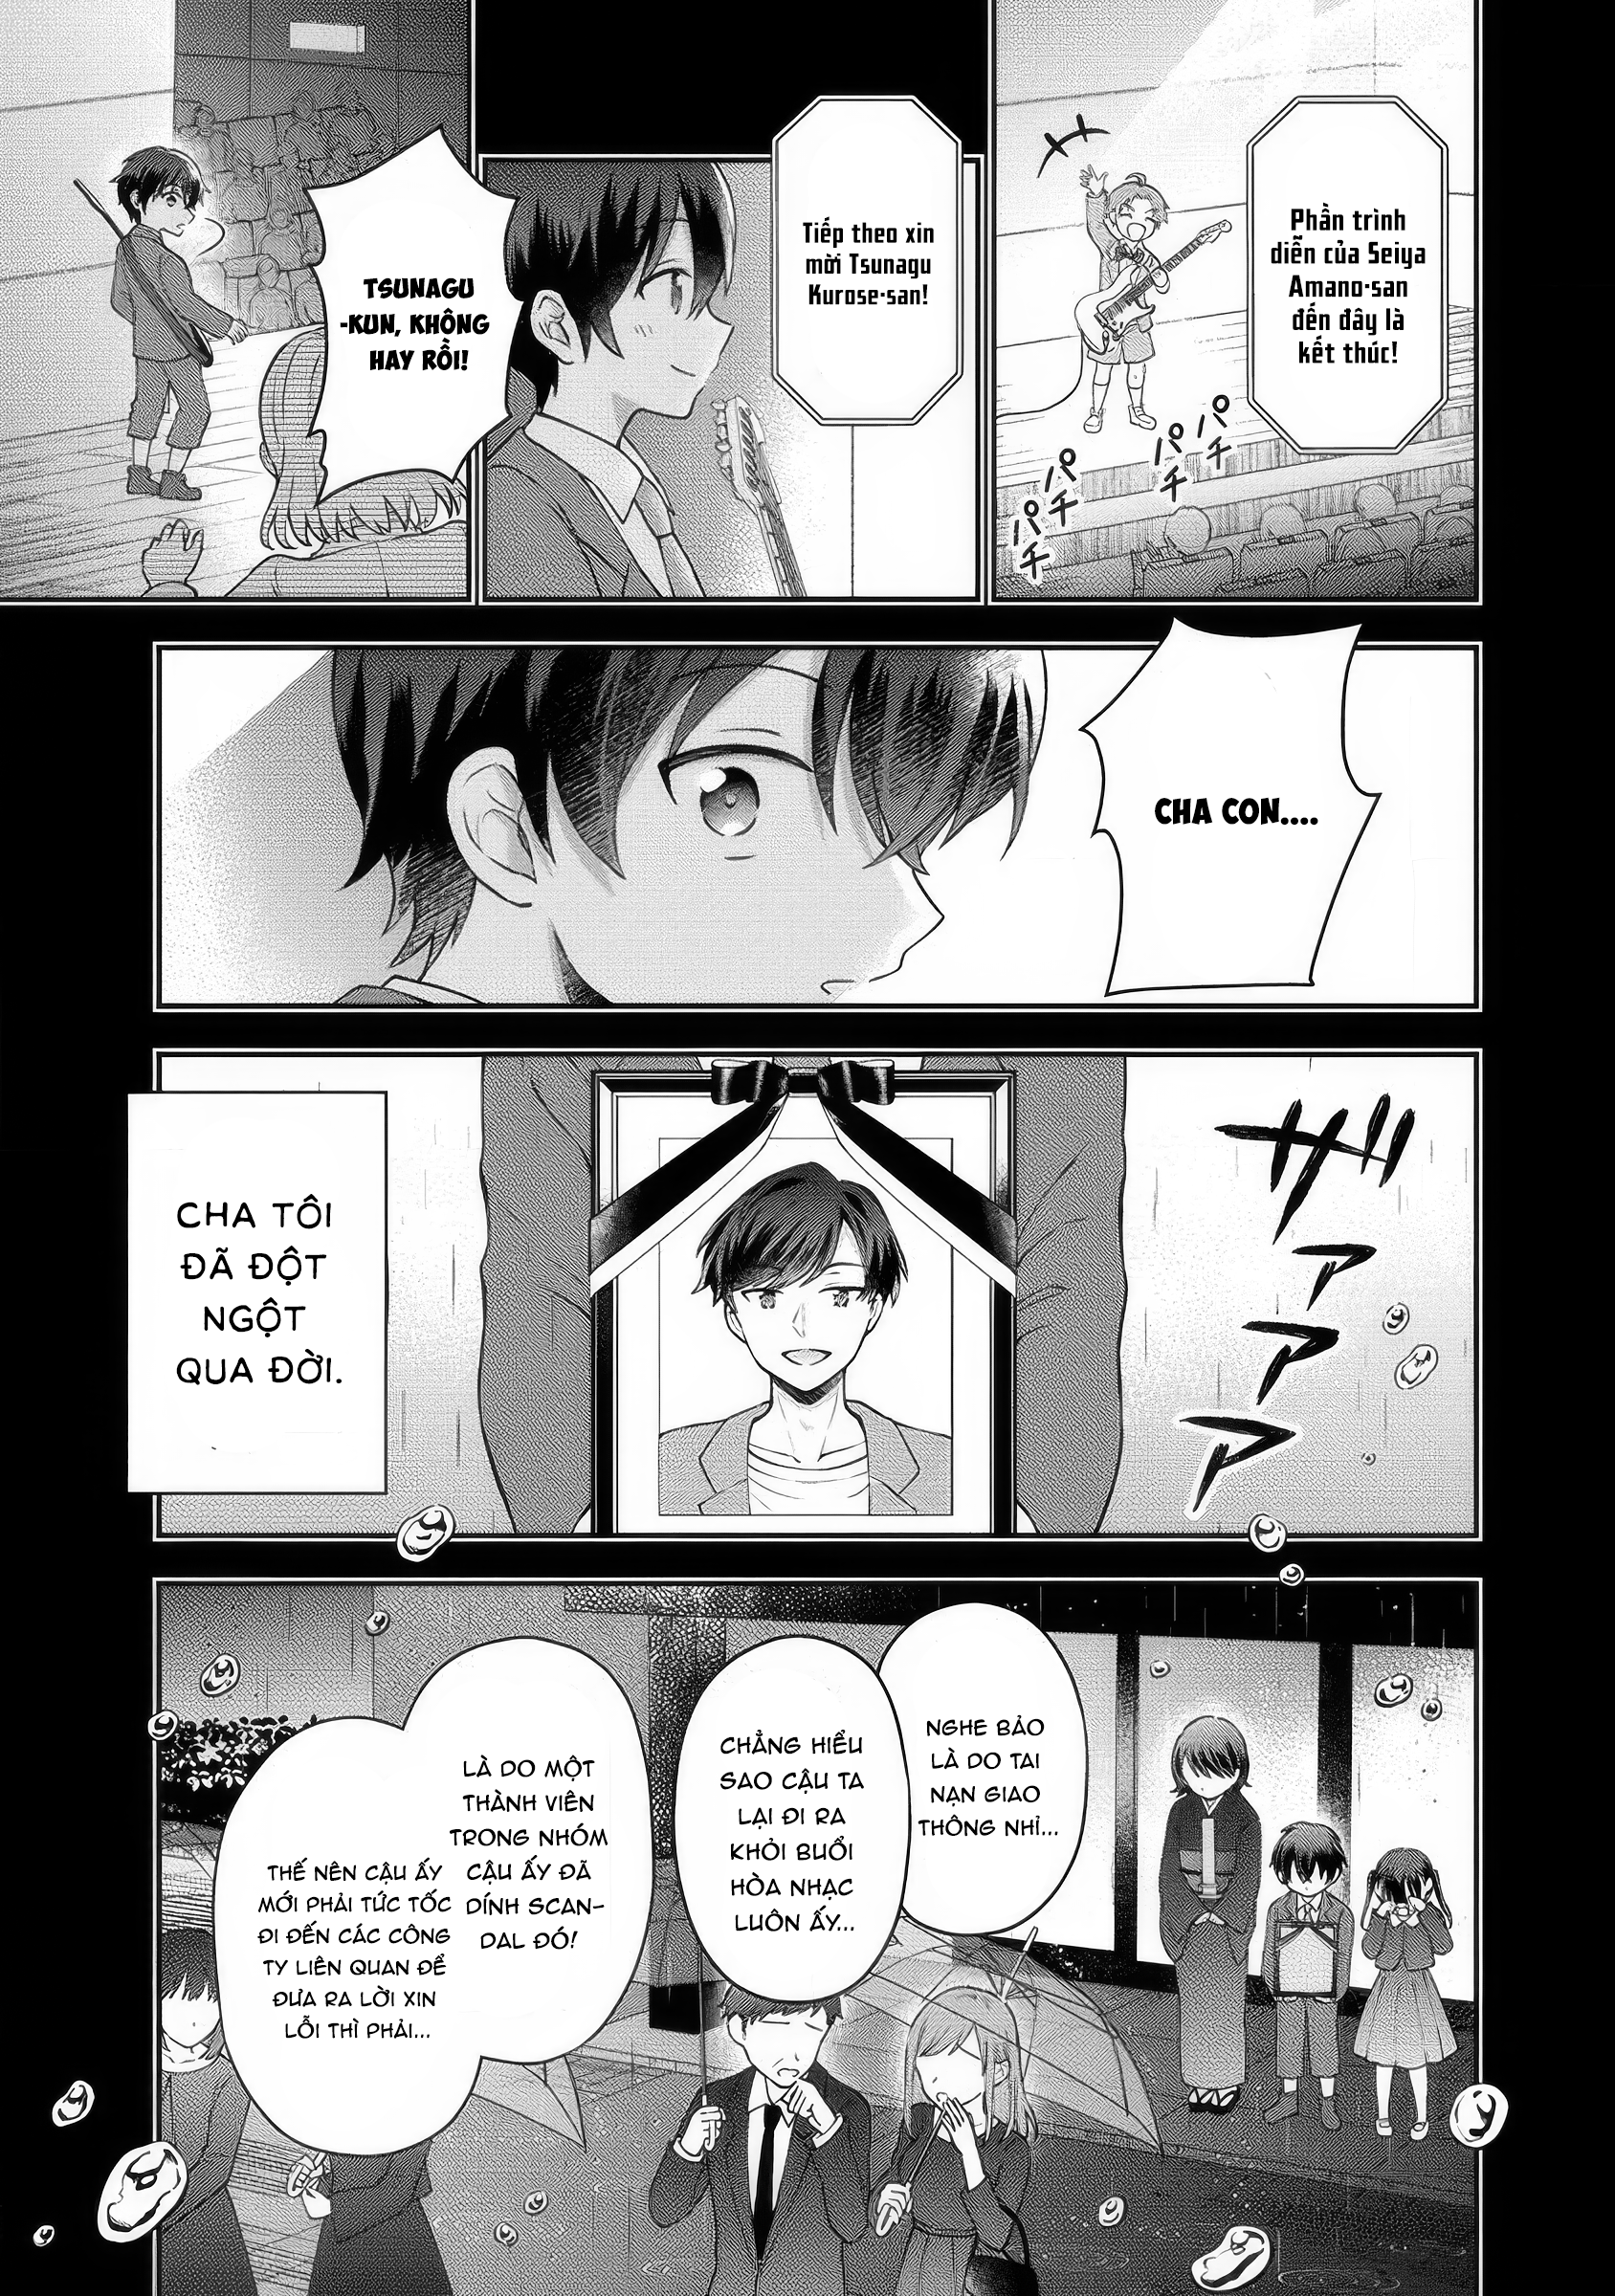 Phần trình
diễn của Seiya
Amano-san
đến đây là
kết thúc!
パチ
パチ
パチ
パチ
Tiếp theo xin
mời Tsunagu
Kurose-san!
TSUNAGU
-KUN, KHÔNG
HAY RỒI!
CHA CON....
ザァァァ
CHA TÔI
ĐÃ ĐỘT
NGỘT
QUA ĐỜI.
NGHE BẢO
LÀ DO TAI
NẠN GIAO
THÔNG NHỈ...
CHẲNG HIỂU
SAO CẬU TA
LẠI ĐI RA
KHỎI BUỔI
HÒA NHẠC
LUÔN ẤY...
LÀ DO MỘT
THÀNH VIÊN
TRONG NHÓM
CẬU ẤY ĐÃ
DÍNH SCAN-
DAL ĐÓ!
THẾ NÊN CẬU ẤY
MỚI PHẢI TỨC TỐC
ĐI ĐẾN CÁC CÔNG
TY LIÊN QUAN ĐỂ
ĐƯA RA LỜI XIN
LỖI THÌ PHẢI...